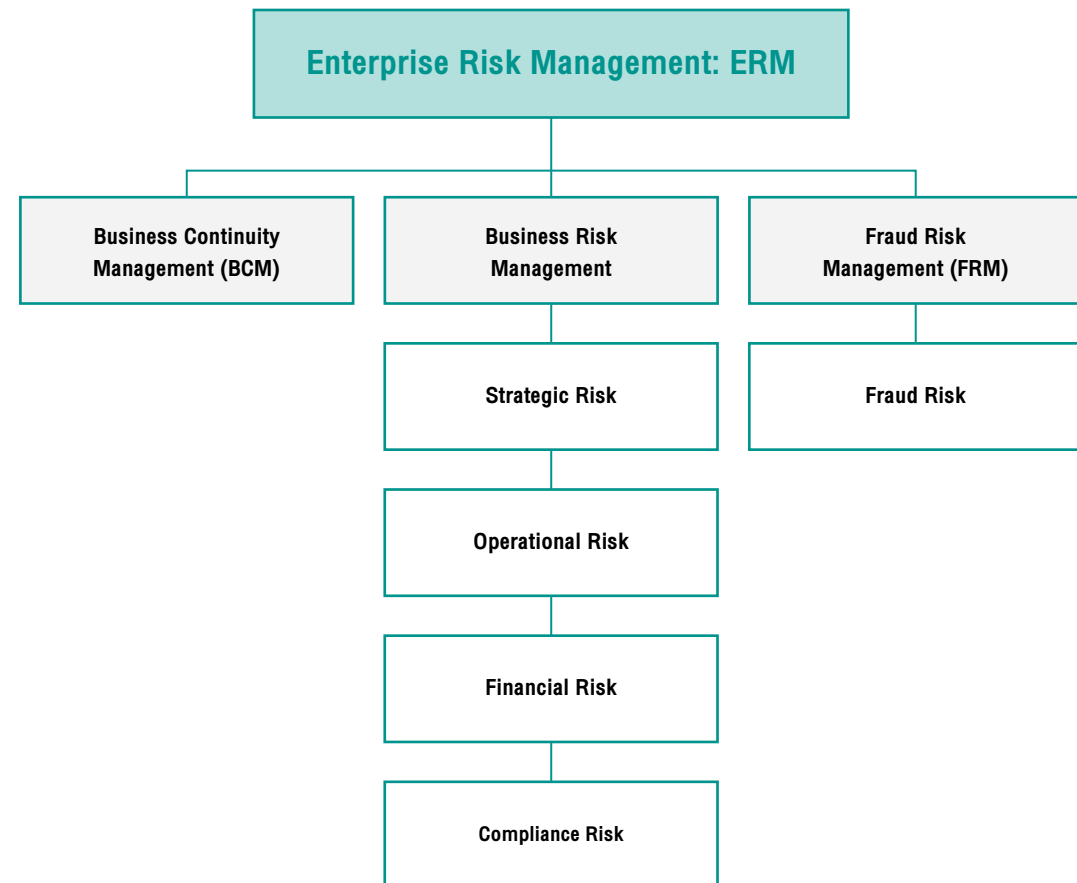 Enterprise Risk Management: ERM
Business Continuity
Management (BCM)
Business Risk
Management
Fraud Risk
Management (FRM)
Strategic Risk
Fraud Risk
Operational Risk
Financial Risk
Compliance Risk